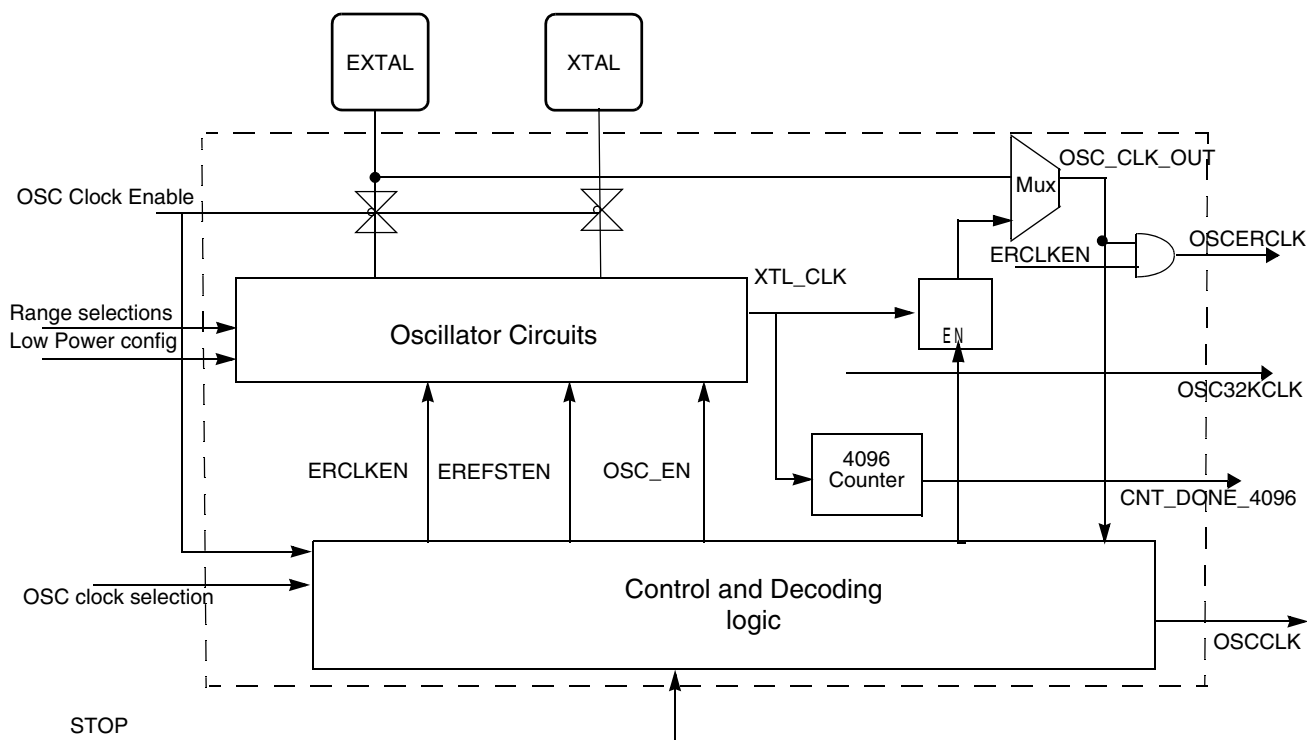 EXTAL
XTAL
OSC_CLK_OUT
Mux
OSC Clock Enable
ERCLKEN
OSCERCLK
XTL_CLK
Range selections
Low Power config
Oscillator Circuits
EN
OSC32KCLK
ERCLKEN
EREFSTEN
OSC_EN
4096
Counter
CNT_DONE_4096
OSC clock selection
Control and Decoding
logic
OSCCLK
STOP